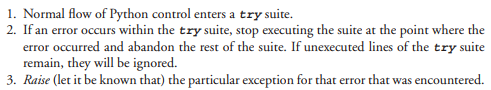 1. Normal flow of Python control enters a try suite.
2. If an error occurs within the try suite, stop executing the suite at the point where the
error occurred and abandon the rest of the suite. If unexecuted lines of the try suite
remain, they will be ignored.
3. Raise (let it be known that) the particular exception for that error that was encountered.